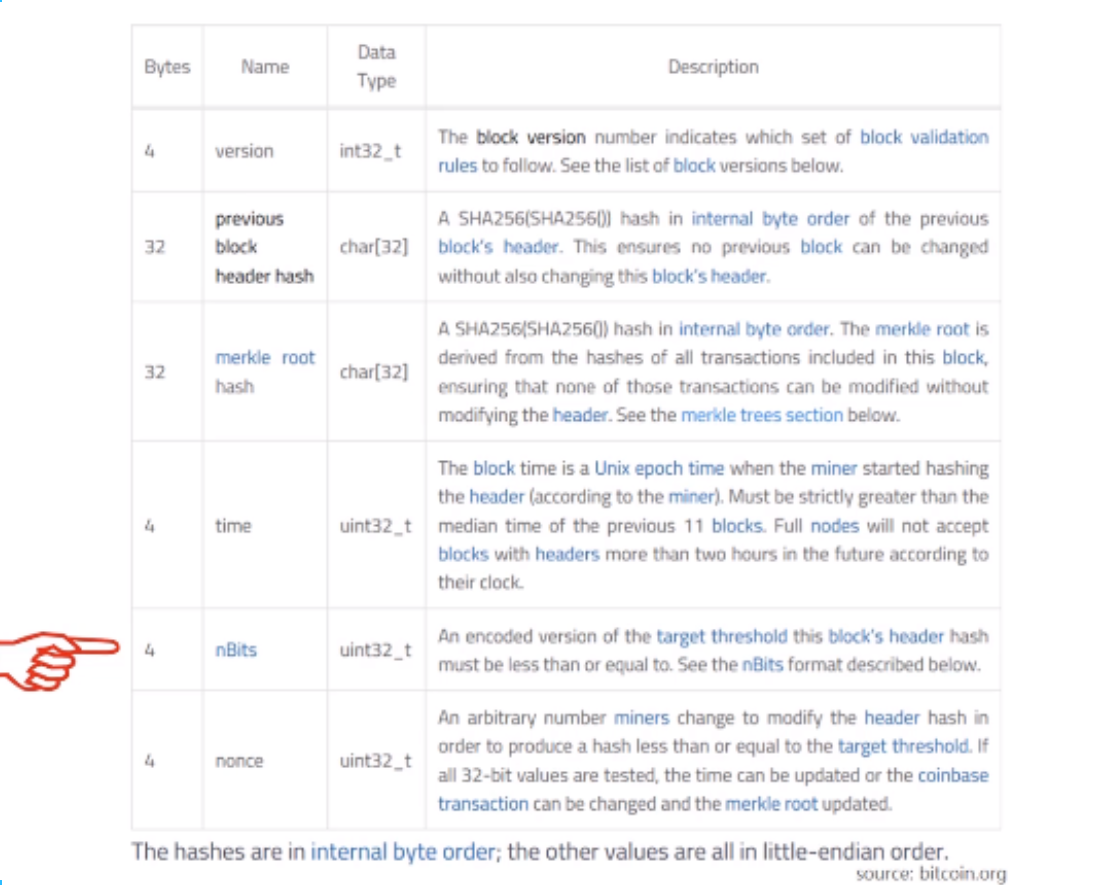 Bytes Name Data Type Description
4 version int32_t The block version number indicates which set of block validation
rules to follow. See the list of block versions below.
32 previous block header hash char[32] A SHA256(SHA256()) hash in internal byte order of the previous
block's header. This ensures no previous block can be changed
without also changing this block's header.
32 merkle root hash char[32] A SHA256(SHA256()) hash in internal byte order. The merkle root is
derived from the hashes of all transactions included in this block,
ensuring that none of those transactions can be modified without
modifying the header. See the merkle trees section below.
4 time uint32_t The block time is a Unix epoch time when the miner started hashing
the header (according to the miner). Must be strictly greater than the
median time of the previous 11 blocks. Full nodes will not accept
blocks with headers more than two hours in the future according to
their clock.
4 nBits uint32_t An encoded version of the target threshold this block's header hash
must be less than or equal to. See the nBits format described below.
4 nonce uint32_t An arbitrary number miners change to modify the header hash in
order to produce a hash less than or equal to the target threshold. If
all 32-bit values are tested, the time can be updated or the coinbase
transaction can be changed and the merkle root updated.
The hashes are in internal byte order; the other values are all in little-endian order.
source: bitcoin.org